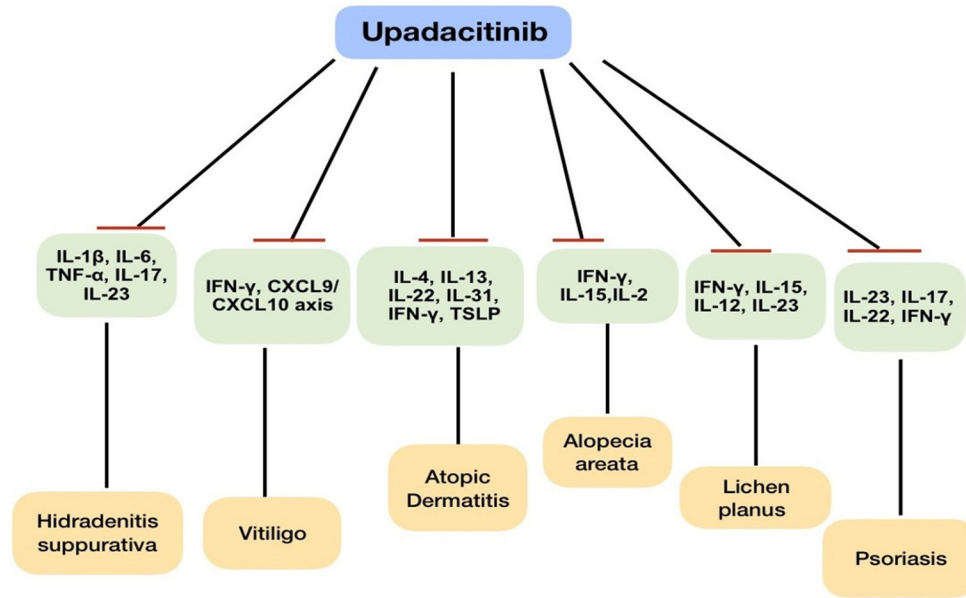 Upadacitinib
IL-1β, IL-6,
TNF-α, IL-17,
IL-23
IFN-γ, CXCL9/
CXCL10 axis
IL-4, IL-13,
IL-22, IL-31,
IFN-γ, TSLP
IFN-γ,
IL-15,IL-2
IFN-γ, IL-15,
IL-12, IL-23
IL-23, IL-17,
IL-22, IFN-γ
Hidradenitis
suppurativa
Vitiligo
Atopic
Dermatitis
Alopecia
areata
Lichen
planus
Psoriasis